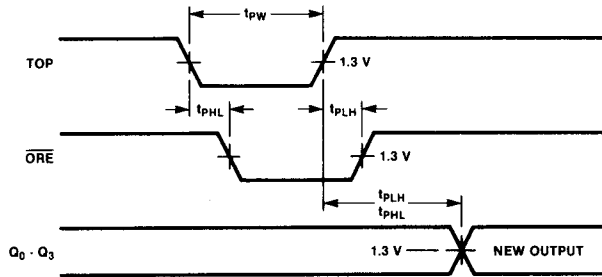 tPW
TOP
1.3 V
tPHL
tPLH
ORE
1.3 V
tPLH
tPHL
Q0 - Q3
1.3 V
NEW OUTPUT